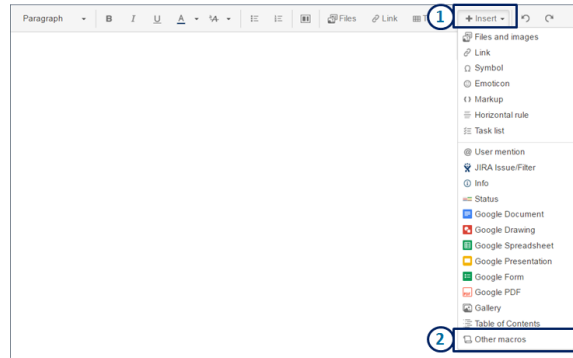 Paragraph B I U A Files Link T 1 + Insert
Files and images
Link
Ω Symbol
Emoticon
Markup
Horizontal rule
Task list
@ User mention
JIRA Issue/Filter
Info
Status
Google Document
Google Drawing
Google Spreadsheet
Google Presentation
Google Form
Google PDF
Gallery
Table of Contents
2 Other macros